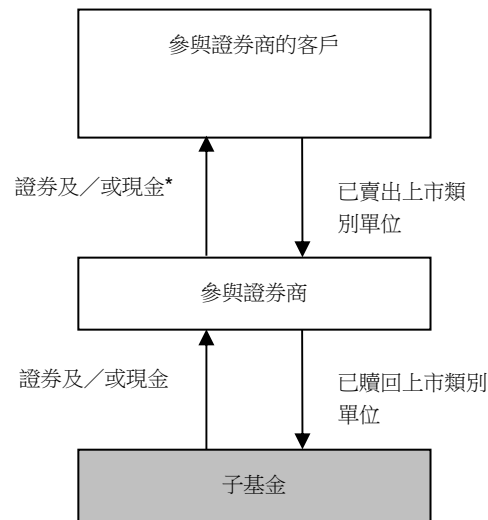 參與證券商的客戶
證券及／或現金*
已賣出上市類
別單位
參與證券商
證券及／或現金
已贖回上市類別
單位
子基金